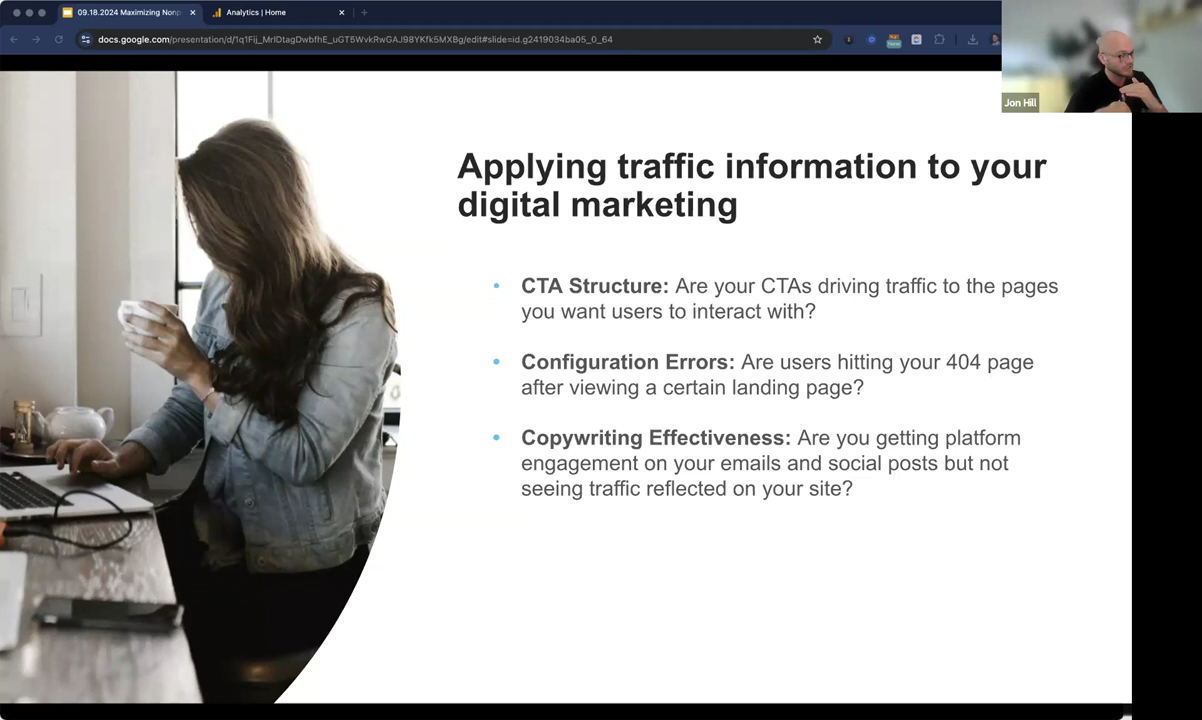 09.18.2024 Maximizing Nonp
Analytics | Home
docs.google.com/presentation/d/1q1Fij_MrIDtagDwbfhE_uGT5WvkRwGAJ98YKfk5MXBg/edit#slide=id.g2419034ba05_0_64
Jon Hill
Applying traffic information to your
digital marketing
• CTA Structure: Are your CTAs driving traffic to the pages
you want users to interact with?
• Configuration Errors: Are users hitting your 404 page
after viewing a certain landing page?
• Copywriting Effectiveness: Are you getting platform
engagement on your emails and social posts but not
seeing traffic reflected on your site?